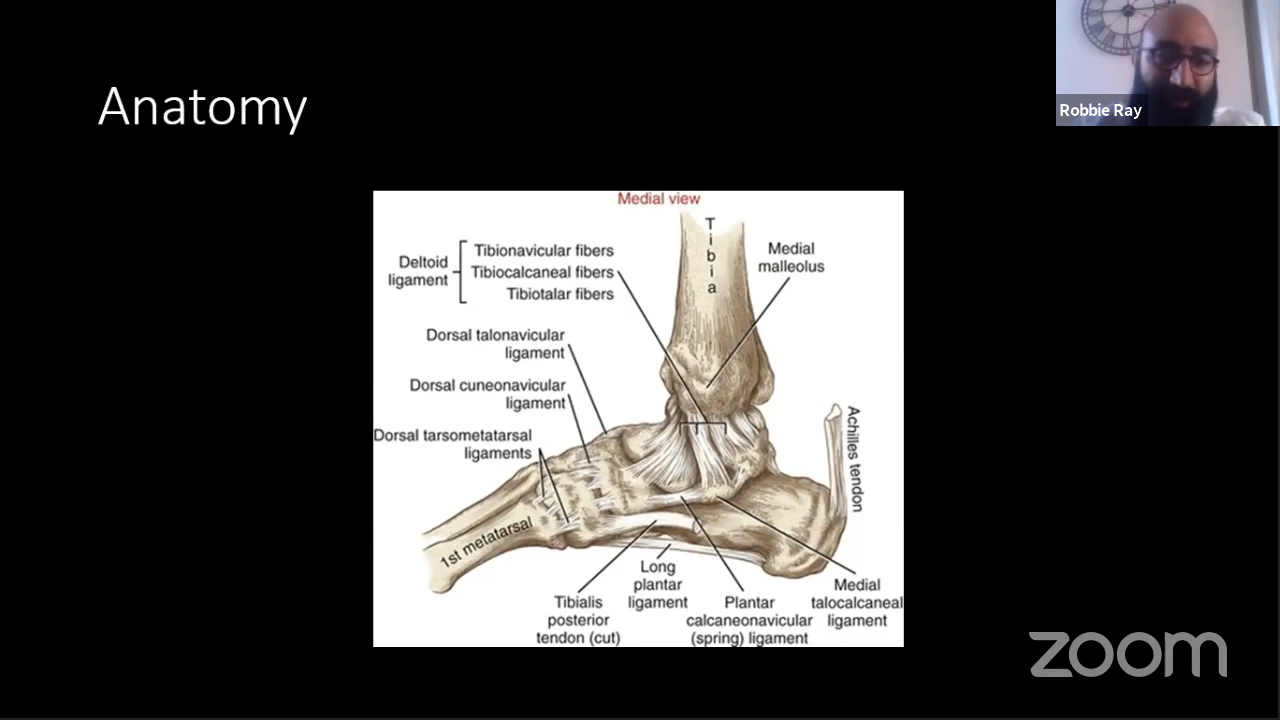 Anatomy
Robbie Ray
Medial view
Tibia
Deltoid
ligament
Tibionavicular fibers
Tibiocalcaneal fibers
Tibiotalar fibers
Medial
malleolus
Dorsal talonavicular
ligament
Dorsal cuneonavicular
ligament
Dorsal tarsometatarsal
ligaments
Achilles tendon
1st metatarsal
Tibialis
posterior
tendon (cut)
Long
plantar
ligament
Plantar
calcaneonavicular
(spring) ligament
Medial
talocalcaneal
ligament
zoom